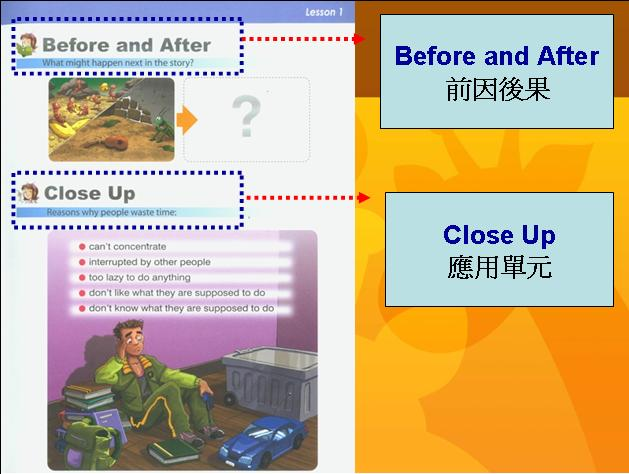 Lesson 1
Before and After
What might happen next in the story?
?
Close Up
Reasons why people waste time:
can't concentrate
interrupted by other people
too lazy to do anything
don't like what they are supposed to do
don't know what they are supposed to do
Before and After
前因後果
Close Up
應用單元